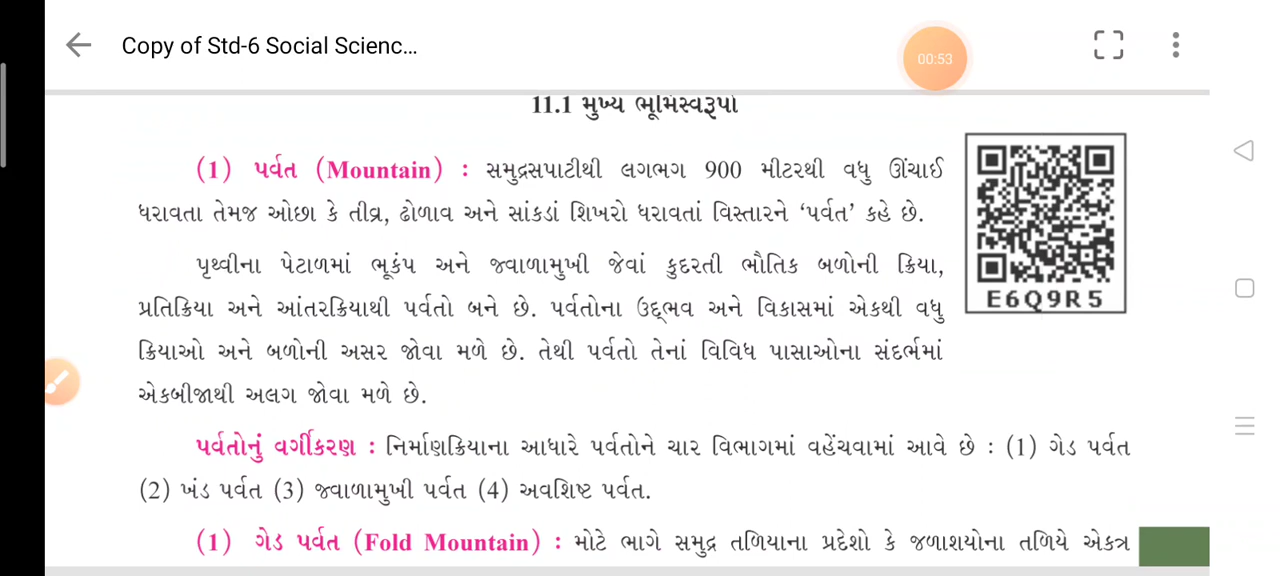 Copy of Std-6 Social Scienc...
00:53
11.1 મુખ્ય ભૂમિસ્વરૂપો
(1) પર્વત (Mountain) : સમુદ્રસપાટીથી લગભગ 900 મીટરથી વધુ ઊંચાઈ
ધરાવતા તેમજ ઓછા કે તીવ્ર, ઢોળાવ અને સાંકડાં શિખરો ધરાવતાં વિસ્તારને ‘પર્વત’ કહે છે.
પૃથ્વીના પેટાળમાં ભૂકંપ અને જ્વાળામુખી જેવાં કુદરતી ભૌતિક બળોની ક્રિયા,
પ્રતિક્રિયા અને આંતરક્રિયાથી પર્વતો બને છે. પર્વતોના ઉદ્ભવ અને વિકાસમાં એકથી વધુ
ક્રિયાઓ અને બળોની અસર જોવા મળે છે. તેથી પર્વતો તેનાં વિવિધ પાસાઓના સંદર્ભમાં
એકબીજાથી અલગ જોવા મળે છે.
E6Q9R5
પર્વતોનું વર્ગીકરણ : નિર્માણક્રિયાના આધારે પર્વતોને ચાર વિભાગમાં વહેંચવામાં આવે છે : (1) ગેડ પર્વત
(2) ખંડ પર્વત (3) જ્વાળામુખી પર્વત (4) અવશિષ્ટ પર્વત.
(1) ગેડ પર્વત (Fold Mountain) : મોટે ભાગે સમુદ્ર તળિયાના પ્રદેશો કે જળાશયોના તળિયે એકત્ર